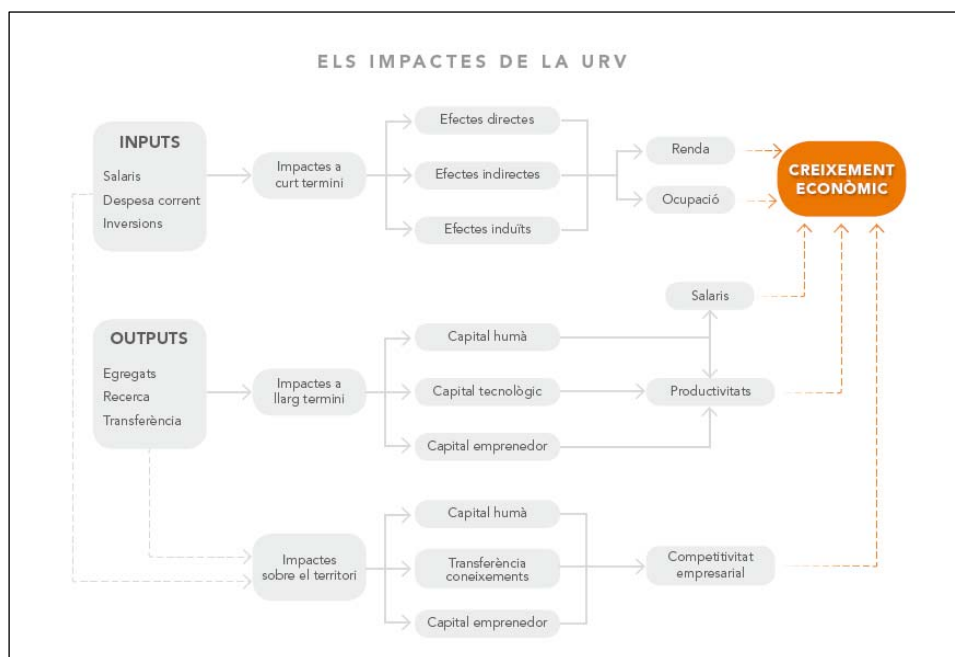 ELS IMPACTES DE LA URV
INPUTS
Salaris
Despesa corrent
Inversions
Impactes a
curt termini
Efectes directes
Efectes indirectes
Efectes induïts
Renda
Ocupació
CREIXEMENT
ECONÒMIC
OUTPUTS
Egregats
Recerca
Transferència
Impactes a
llarg termini
Capital humà
Capital tecnològic
Capital emprenedor
Salaris
Productivitats
Impactes
sobre el territori
Capital humà
Transferència
coneixements
Capital emprenedor
Competitivitat
empresarial